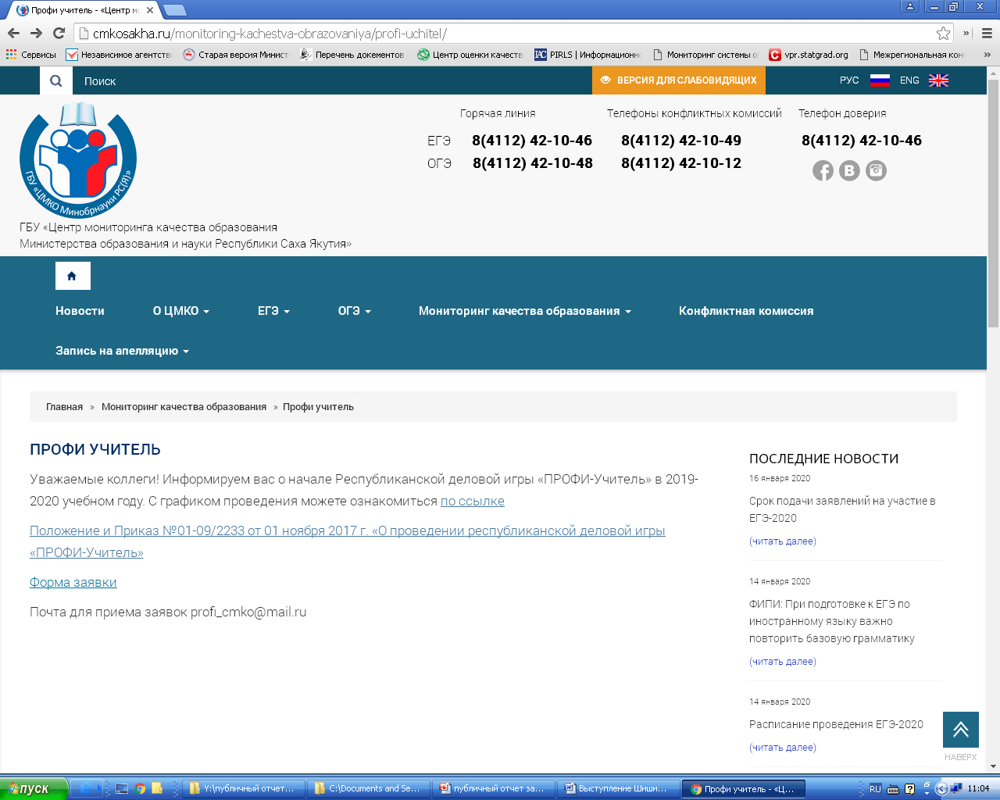 Профи учитель - «Центр мо
cmkosakha.ru/monitoring-kachestva-obrazovaniya/profi-uchitel/
Сервисы Независимое агентств Старая версия Минист Перечень докементов Центр оценки качеств PIRLS | Информационн Мониторинг системы о vpr.statgrad.org Межрегиональная кон »
Поиск ВЕРСИЯ ДЛЯ СЛАБОВИДЯЩИХ РУС ENG
Горячая линия Телефоны конфликтных комиссий Телефон доверия
ЕГЭ 8(4112) 42-10-46 8(4112) 42-10-49 8(4112) 42-10-46
ОГЭ 8(4112) 42-10-48 8(4112) 42-10-12
ГБУ «ЦМКО Минобрнауки РС(Я)»
ГБУ «Центр мониторинга качества образования
Министерства образования и науки Республики Саха Якутия»
Новости О ЦМКО ЕГЭ ОГЭ Мониторинг качества образования Конфликтная комиссия
Запись на апелляцию
Главная » Мониторинг качества образования » Профи учитель
ПРОФИ УЧИТЕЛЬ
Уважаемые коллеги! Информируем вас о начале Республиканской деловой игры «ПРОФИ-Учитель» в 2019-
2020 учебном году. С графиком проведения можете ознакомиться по ссылке
Положение и Приказ №01-09/2233 от 01 ноября 2017 г. «О проведении республиканской деловой игры
«ПРОФИ-Учитель»
Форма заявки
Почта для приема заявок profi_cmko@mail.ru
ПОСЛЕДНИЕ НОВОСТИ
16 января 2020
Срок подачи заявлений на участие в
ЕГЭ-2020
(читать далее)
14 января 2020
ФИПИ: При подготовке к ЕГЭ по
иностранному языку важно
повторить базовую грамматику
(читать далее)
14 января 2020
Расписание проведения ЕГЭ-2020
(читать далее)
НАВЕРХ
пуск Y:\публичный отчет... C:\Documents and Se... публичный отчет за... Выступление Шиши... Профи учитель - «Ц... RU 11:04